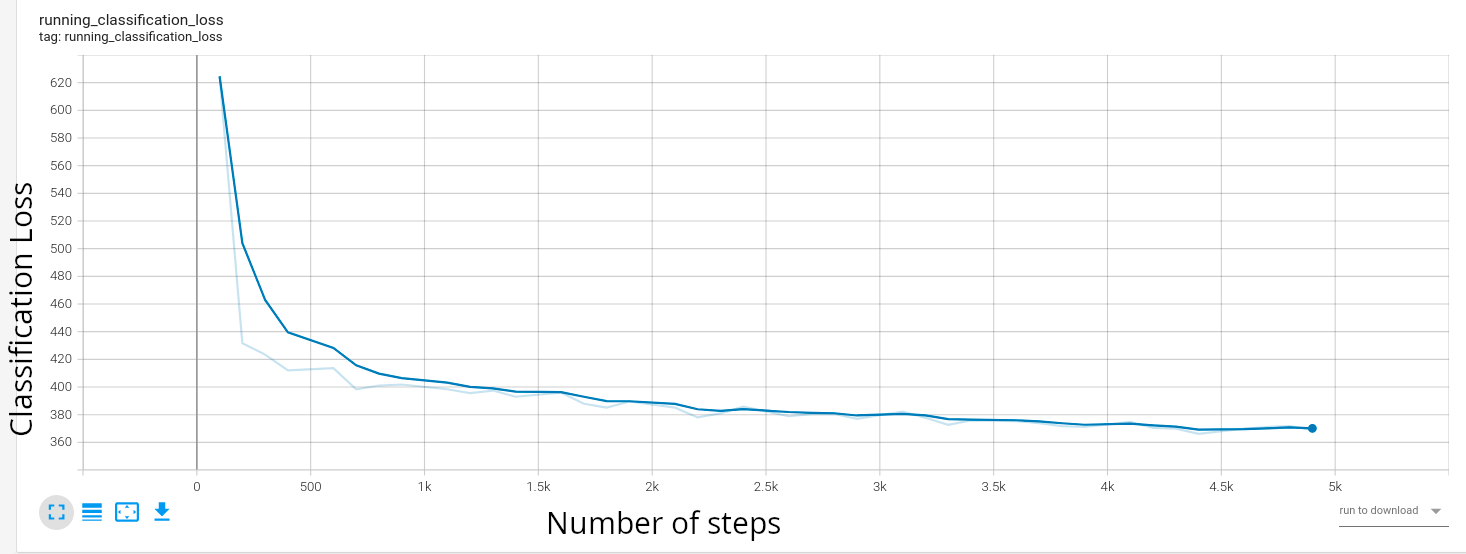 running_classification_loss
tag: running_classification_loss
620
600
580
560
540
520
500
480
460
440
420
400
380
360
Classification Loss
0 500 1k 1.5k 2k 2.5k 3k 3.5k 4k 4.5k 5k
Number of steps
run to download